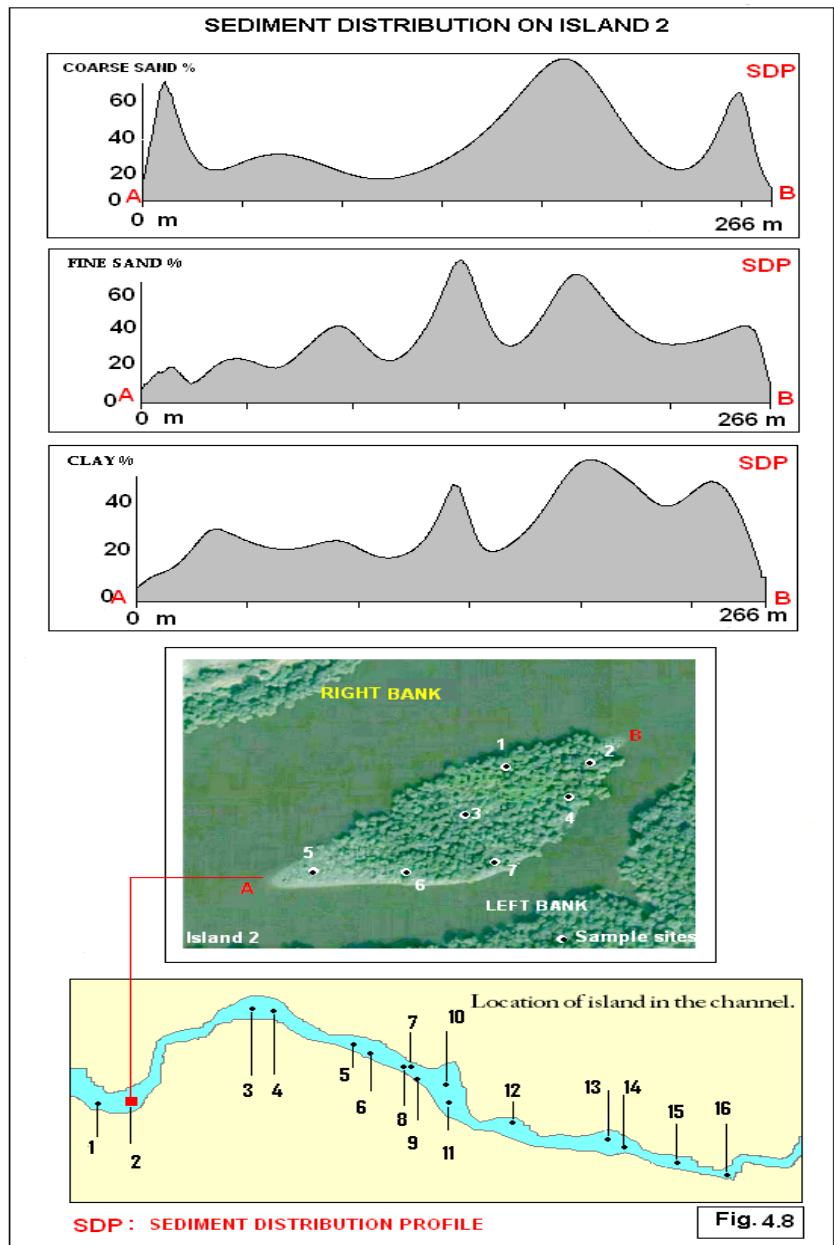 SEDIMENT DISTRIBUTION ON ISLAND 2
COARSE SAND %
SDP
60
40
20
0 A
B
0 m
266 m
FINE SAND %
SDP
60
40
20
0 A
B
0 m
266 m
CLAY %
SDP
40
20
0 A
B
0 m
266 m
RIGHT BANK
B
1
2
3
4
5
6
7
A
LEFT BANK
Island 2
Sample sites
Location of island in the channel.
1
2
3
4
5
6
7
8
9
10
11
12
13
14
15
16
SDP : SEDIMENT DISTRIBUTION PROFILE
Fig. 4.8